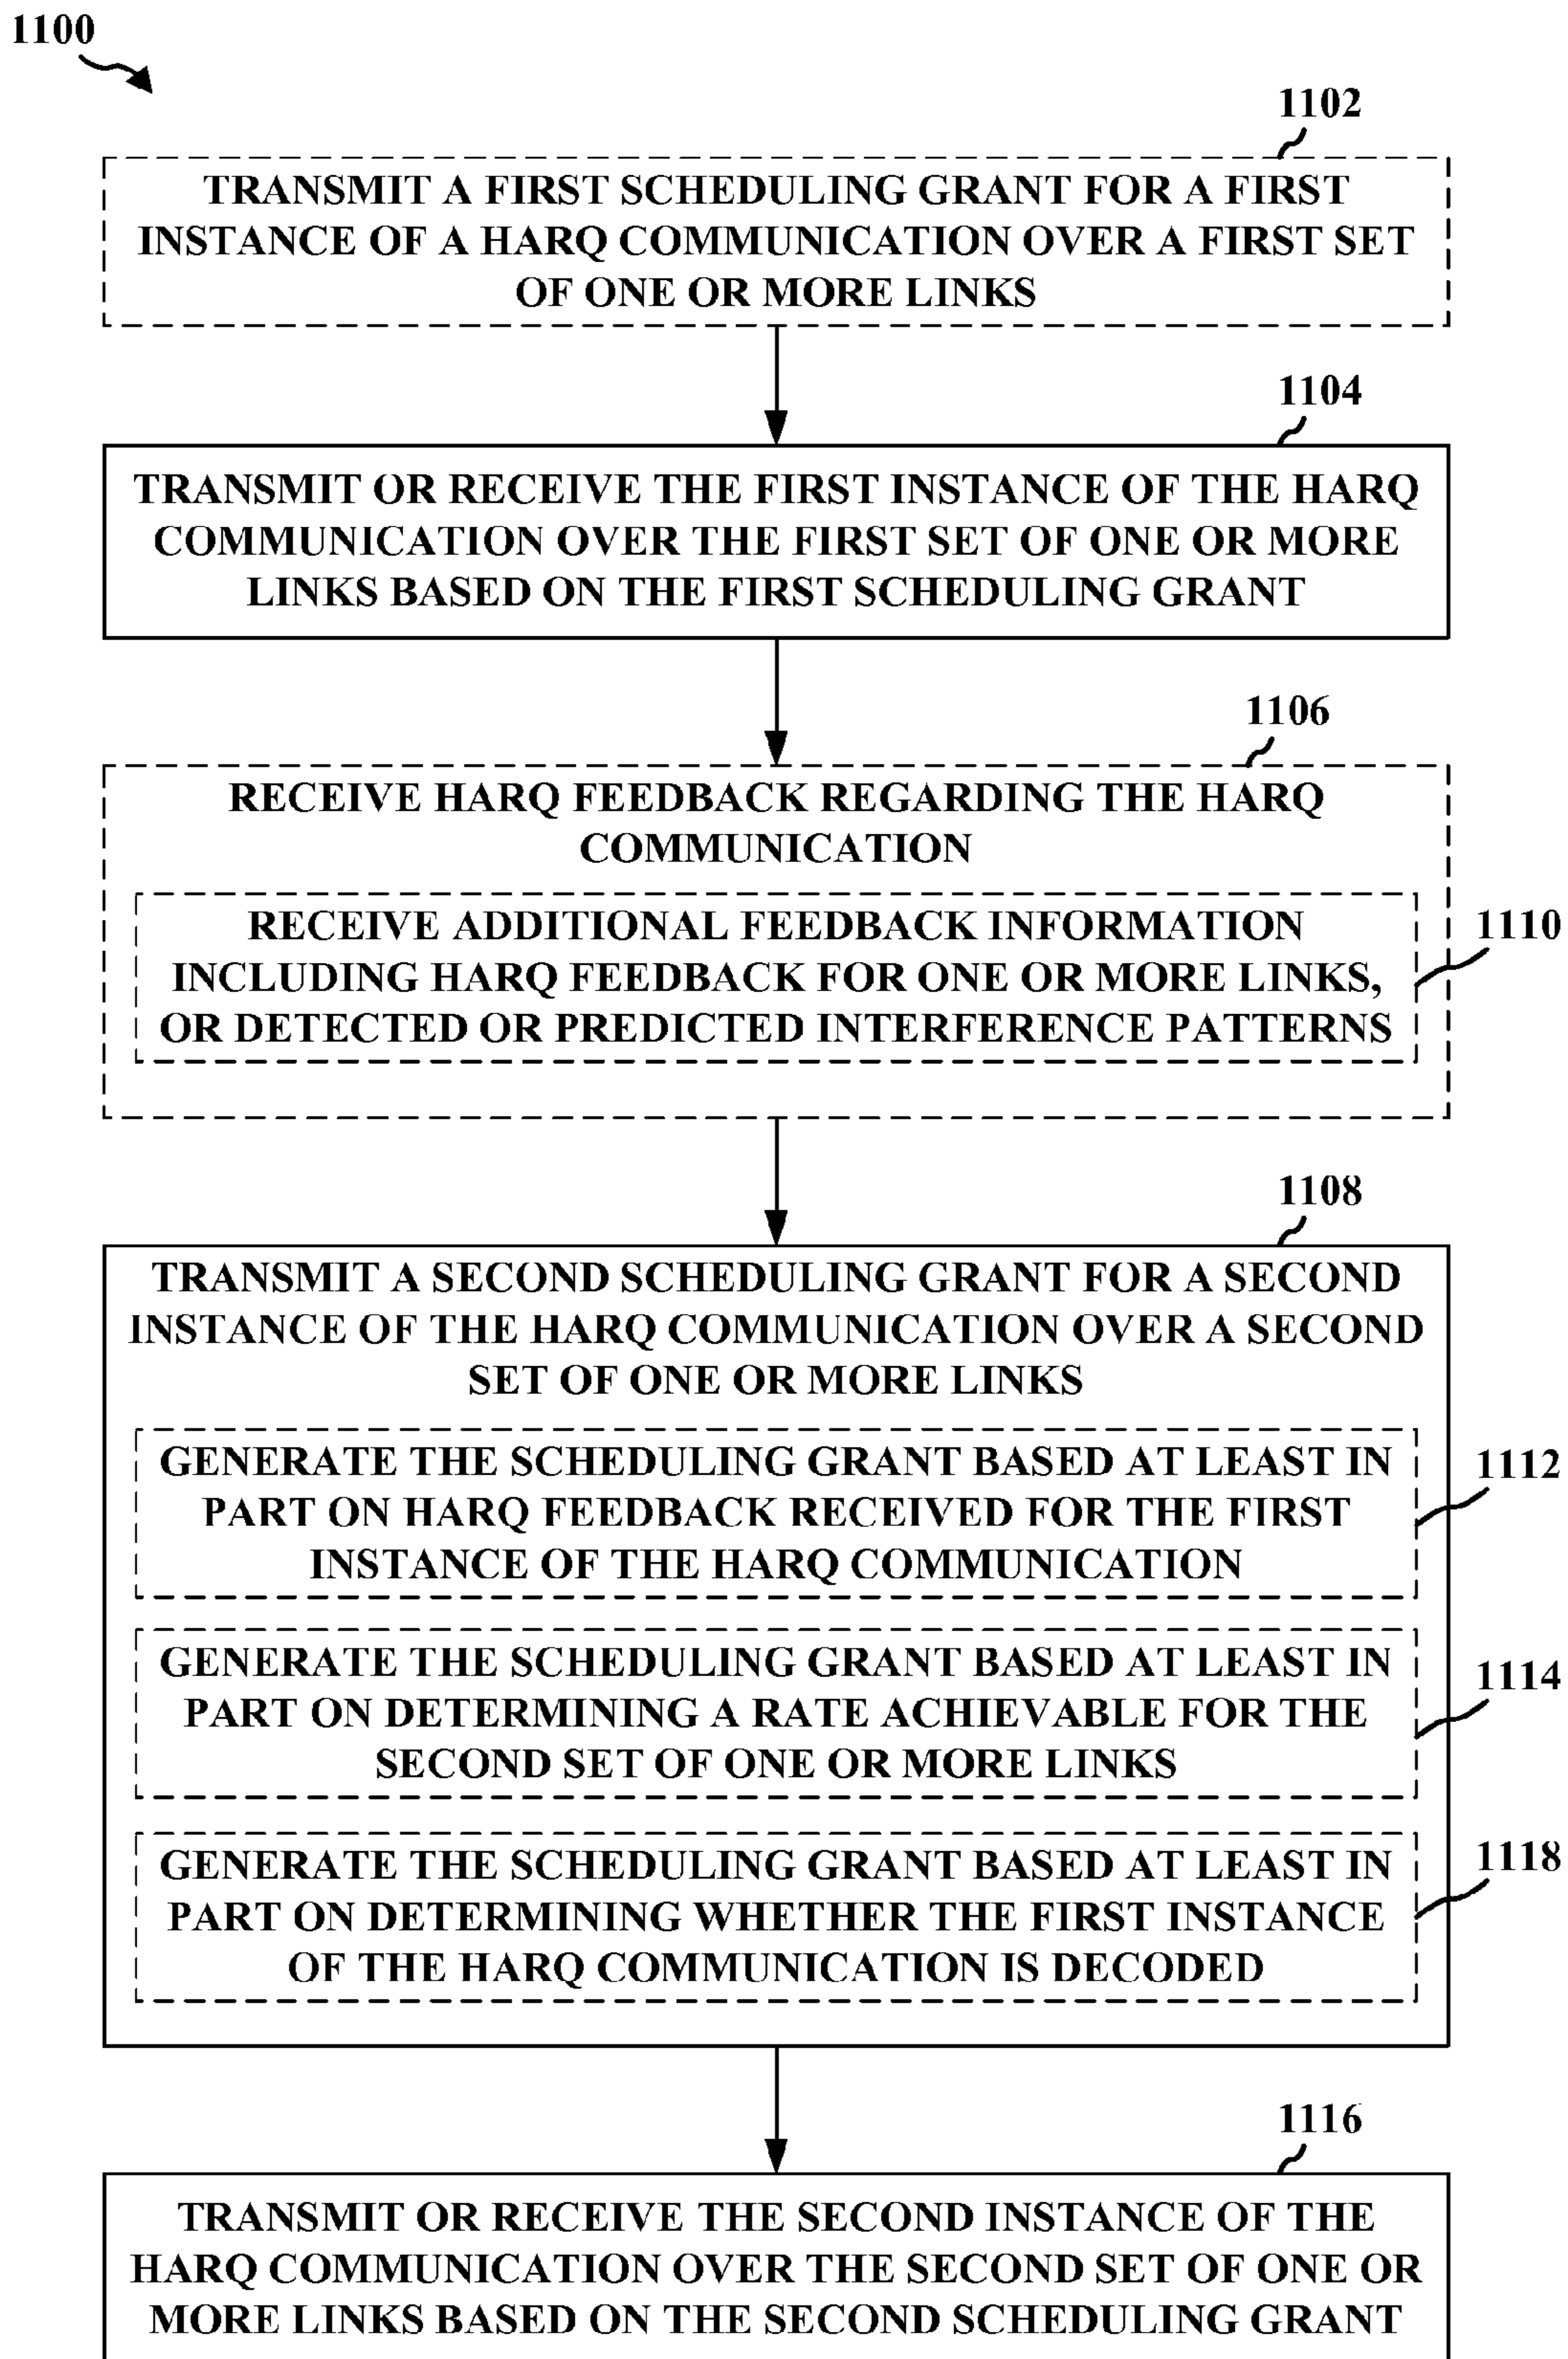 1100
1102
TRANSMIT A FIRST SCHEDULING GRANT FOR A FIRST
INSTANCE OF A HARQ COMMUNICATION OVER A FIRST SET
OF ONE OR MORE LINKS
1104
TRANSMIT OR RECEIVE THE FIRST INSTANCE OF THE HARQ
COMMUNICATION OVER THE FIRST SET OF ONE OR MORE
LINKS BASED ON THE FIRST SCHEDULING GRANT
1106
RECEIVE HARQ FEEDBACK REGARDING THE HARQ
COMMUNICATION
RECEIVE ADDITIONAL FEEDBACK INFORMATION
INCLUDING HARQ FEEDBACK FOR ONE OR MORE LINKS,
OR DETECTED OR PREDICTED INTERFERENCE PATTERNS
1110
1108
TRANSMIT A SECOND SCHEDULING GRANT FOR A SECOND
INSTANCE OF THE HARQ COMMUNICATION OVER A SECOND
SET OF ONE OR MORE LINKS
GENERATE THE SCHEDULING GRANT BASED AT LEAST IN
PART ON HARQ FEEDBACK RECEIVED FOR THE FIRST
INSTANCE OF THE HARQ COMMUNICATION
1112
GENERATE THE SCHEDULING GRANT BASED AT LEAST IN
PART ON DETERMINING A RATE ACHIEVABLE FOR THE
SECOND SET OF ONE OR MORE LINKS
1114
GENERATE THE SCHEDULING GRANT BASED AT LEAST IN
PART ON DETERMINING WHETHER THE FIRST INSTANCE
OF THE HARQ COMMUNICATION IS DECODED
1118
1116
TRANSMIT OR RECEIVE THE SECOND INSTANCE OF THE
HARQ COMMUNICATION OVER THE SECOND SET OF ONE OR
MORE LINKS BASED ON THE SECOND SCHEDULING GRANT